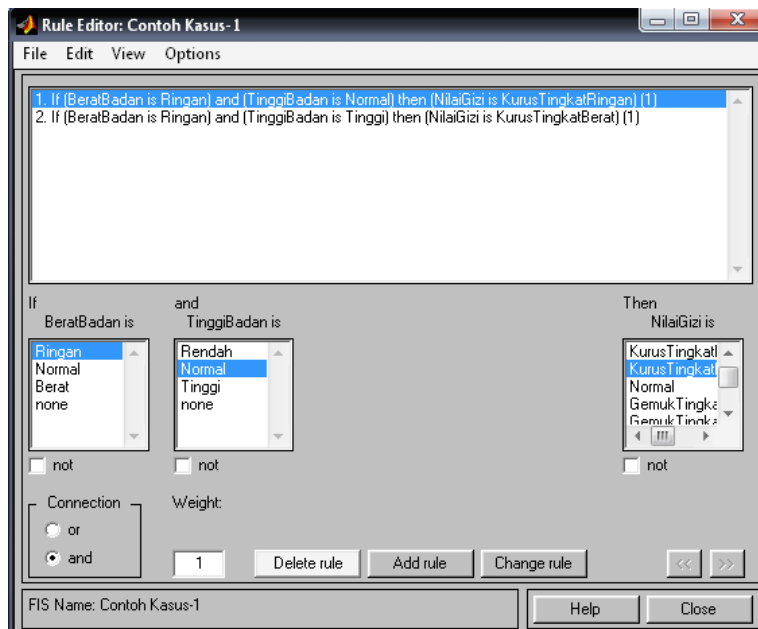 Rule Editor: Contoh Kasus-1
File Edit View Options
1. If (BeratBadan is Ringan) and (TinggiBadan is Normal) then (NilaiGizi is KurusTingkatRingan) (1)
2. If (BeratBadan is Ringan) and (TinggiBadan is Tinggi) then (NilaiGizi is KurusTingkatBerat) (1)
If and Then
BeratBadan is TinggiBadan is NilaiGizi is
Ringan
Normal
Berat
none
Rendah
Normal
Tinggi
none
KurusTingkatl
KurusTingkatl
Normal
GemukTingka
GemukTingka
not not not
Connection
or
and
Weight:
1
Delete rule Add rule Change rule << >>
FIS Name: Contoh Kasus-1
Help Close